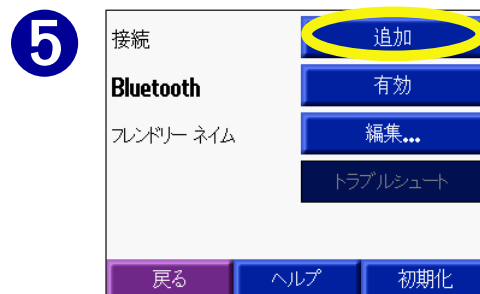 5
接続 追加
Bluetooth 有効
フレンドリー ネイム 編集...
トラブルシュート
戻る ヘルプ 初期化